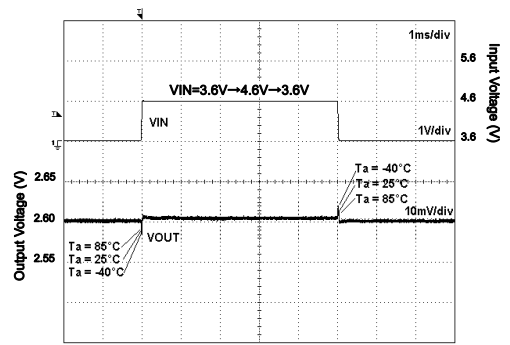 T
1ms/div
5.6
Input Voltage (V)
VIN=3.6V→4.6V→3.6V
4.6
T
VIN
1V/div
3.6
1
2.65
Ta = -40°C
Ta = 25°C
Ta = 85°C
Output Voltage (V)
2.60
10mV/div
VOUT
Ta = 85°C
Ta = 25°C
Ta = -40°C
2.55